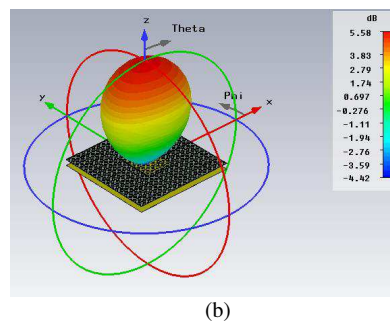 z
Theta
y
Phi
x
dB
5.58
3.83
2.79
1.74
0.697
-0.276
-1.11
-1.94
-2.76
-3.59
-4.42
(b)